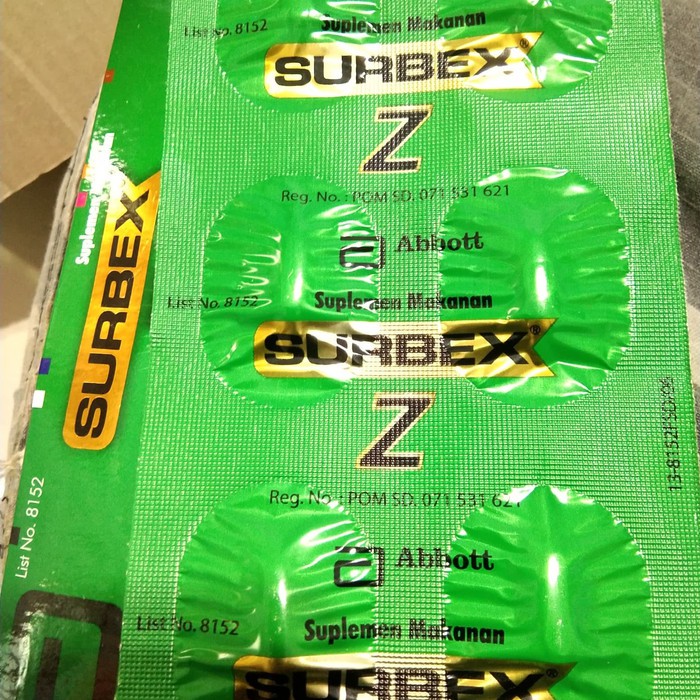 List No. 8152
Suplemen Makanan
SURBEX®
Z
Reg. No. : POM SD. 071 531 621
Abbott
List No. 8152
Suplemen Makanan
SURBEX®
Z
Reg. No. : POM SD. 071 531 621
Abbott
List No. 8152
Suplemen Makanan
SURBEX®
Suplemen Makanan
SURBEX
List No. 8152